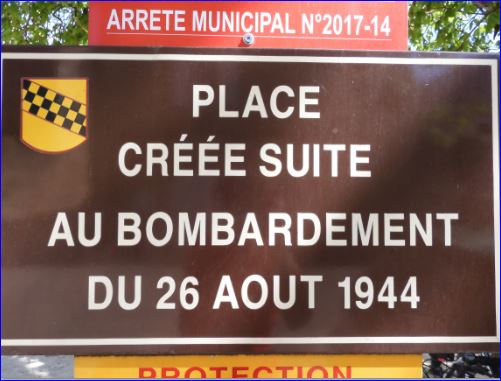 ARRETE MUNICIPAL N°2017-14
PLACE
CRÉÉE SUITE
AU BOMBARDEMENT
DU 26 AOUT 1944
PROTECTION